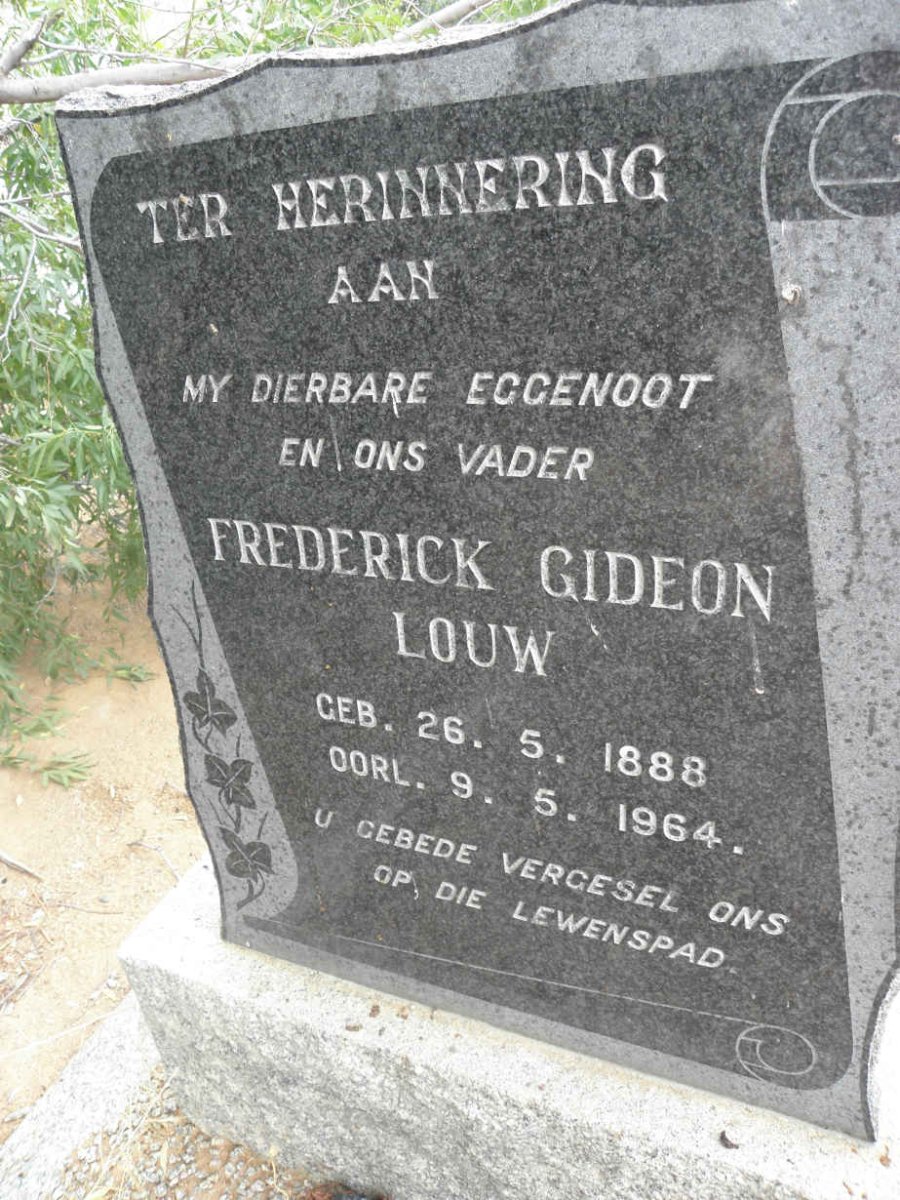 TER HERINNERING
AAN
MY DIERBARE EGGENOOT
EN ONS VADER
FREDERICK GIDEON
LOUW
GEB. 26. 5. 1888
OORL. 9. 5. 1964.
U GEBEDE VERGESEL ONS
OP DIE LEWENSPAD.